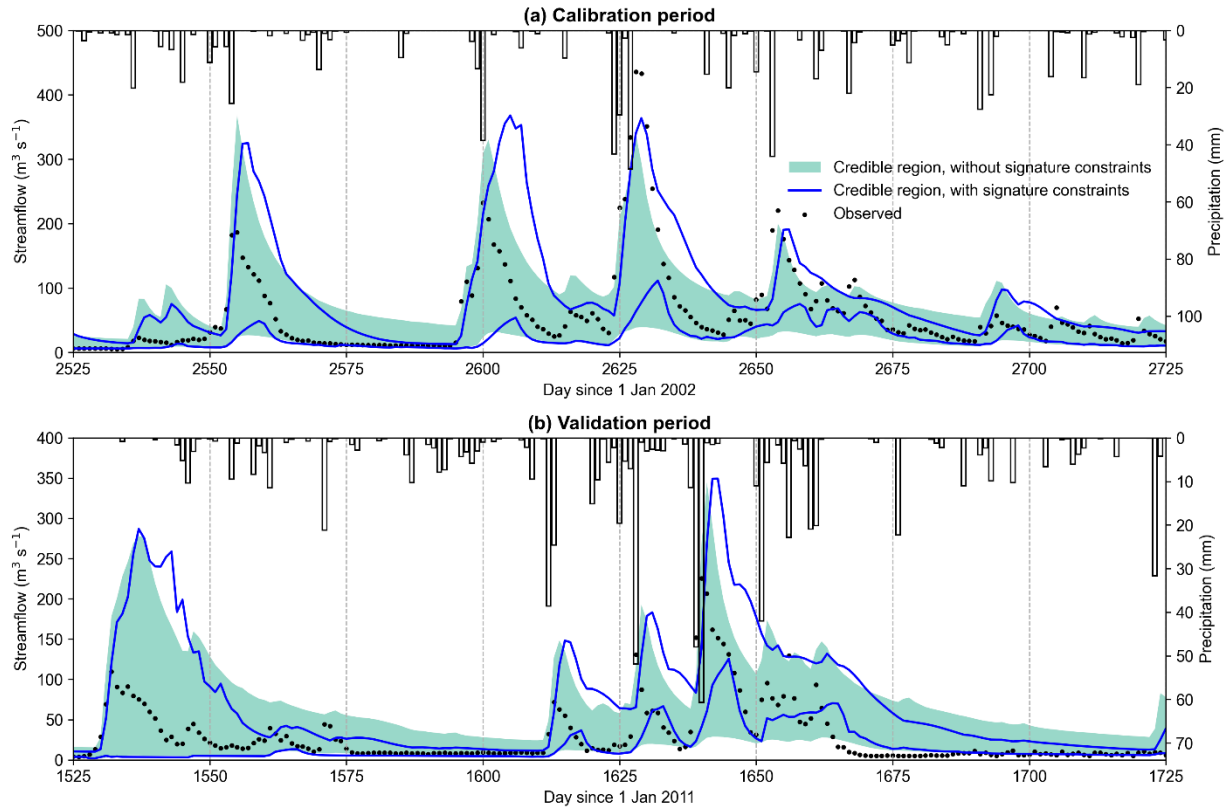 (a) Calibration period
500
400
300
200
100
0
Streamflow (m³ s⁻¹)
0
20
40
60
80
100
Precipitation (mm)
Credible region, without signature constraints
Credible region, with signature constraints
Observed
2525 2550 2575 2600 2625 2650 2675 2700 2725
Day since 1 Jan 2002
(b) Validation period
400
350
300
250
200
150
100
50
0
Streamflow (m³ s⁻¹)
0
10
20
30
40
50
60
70
Precipitation (mm)
1525 1550 1575 1600 1625 1650 1675 1700 1725
Day since 1 Jan 2011